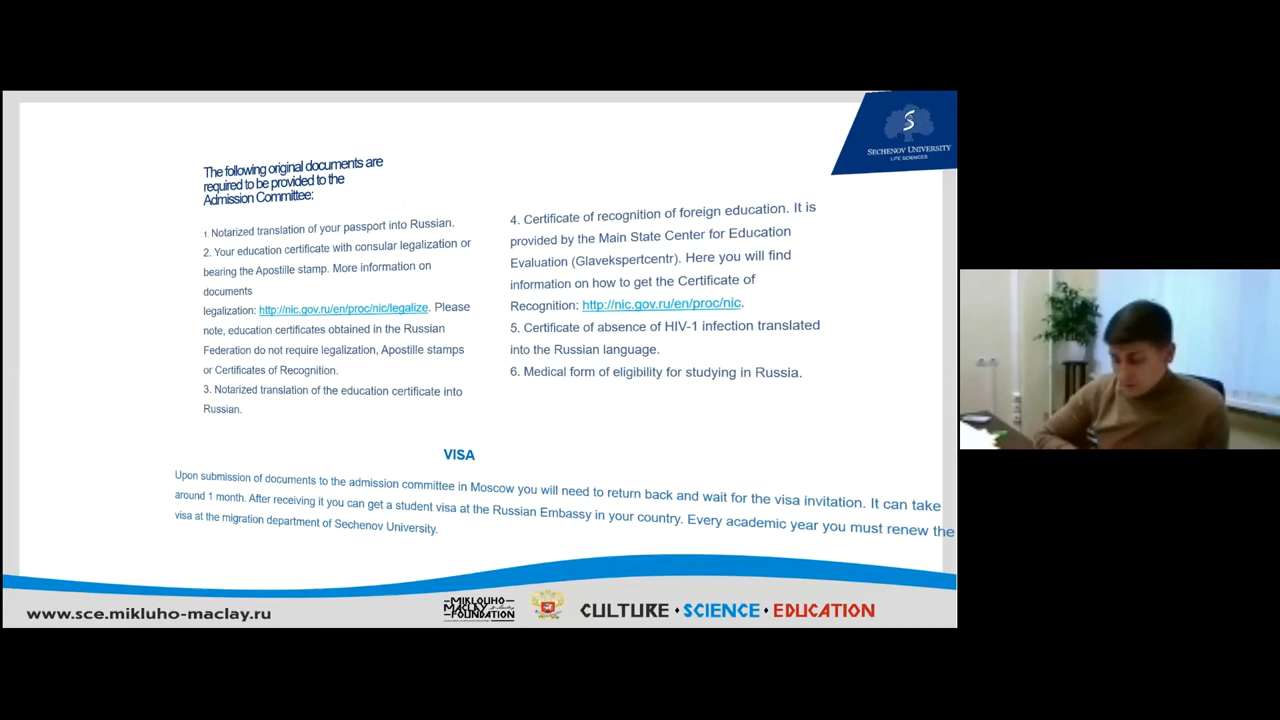 SECHENOV UNIVERSITY
LIFE SCIENCES
The following original documents are
required to be provided to the
Admission Committee:
1. Notarized translation of your passport into Russian.
2. Your education certificate with consular legalization or
bearing the Apostille stamp. More information on
documents
legalization: http://nic.gov.ru/en/proc/nic/legalize. Please
note, education certificates obtained in the Russian
Federation do not require legalization, Apostille stamps
or Certificates of Recognition.
3. Notarized translation of the education certificate into
Russian.
4. Certificate of recognition of foreign education. It is
provided by the Main State Center for Education
Evaluation (Glavekspertcentr). Here you will find
information on how to get the Certificate of
Recognition: http://nic.gov.ru/en/proc/nic.
5. Certificate of absence of HIV-1 infection translated
into the Russian language.
6. Medical form of eligibility for studying in Russia.
VISA
Upon submission of documents to the admission committee in Moscow you will need to return back and wait for the visa invitation. It can take
around 1 month. After receiving it you can get a student visa at the Russian Embassy in your country. Every academic year you must renew the
visa at the migration department of Sechenov University.
www.sce.mikluho-maclay.ru
MIKLOUHO
MACLAY
FOUNDATION
CULTURE • SCIENCE • EDUCATION